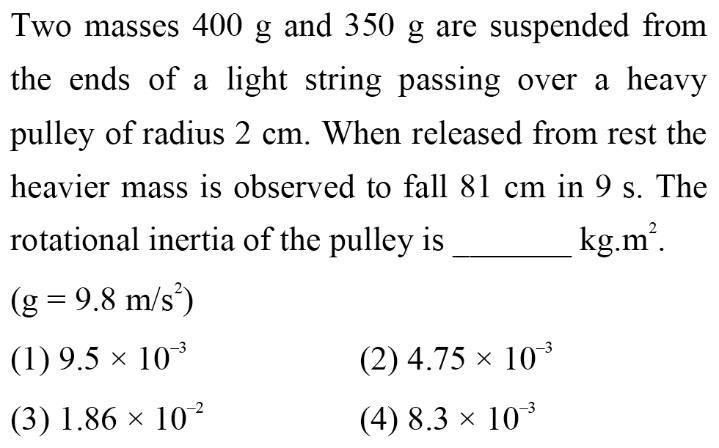 Two masses 400 g and 350 g are suspended from
the ends of a light string passing over a heavy
pulley of radius 2 cm. When released from rest the
heavier mass is observed to fall 81 cm in 9 s. The
rotational inertia of the pulley is _______ kg.m².
(g = 9.8 m/s²)
(1) 9.5 × 10⁻³ (2) 4.75 × 10⁻³
(3) 1.86 × 10⁻² (4) 8.3 × 10⁻³